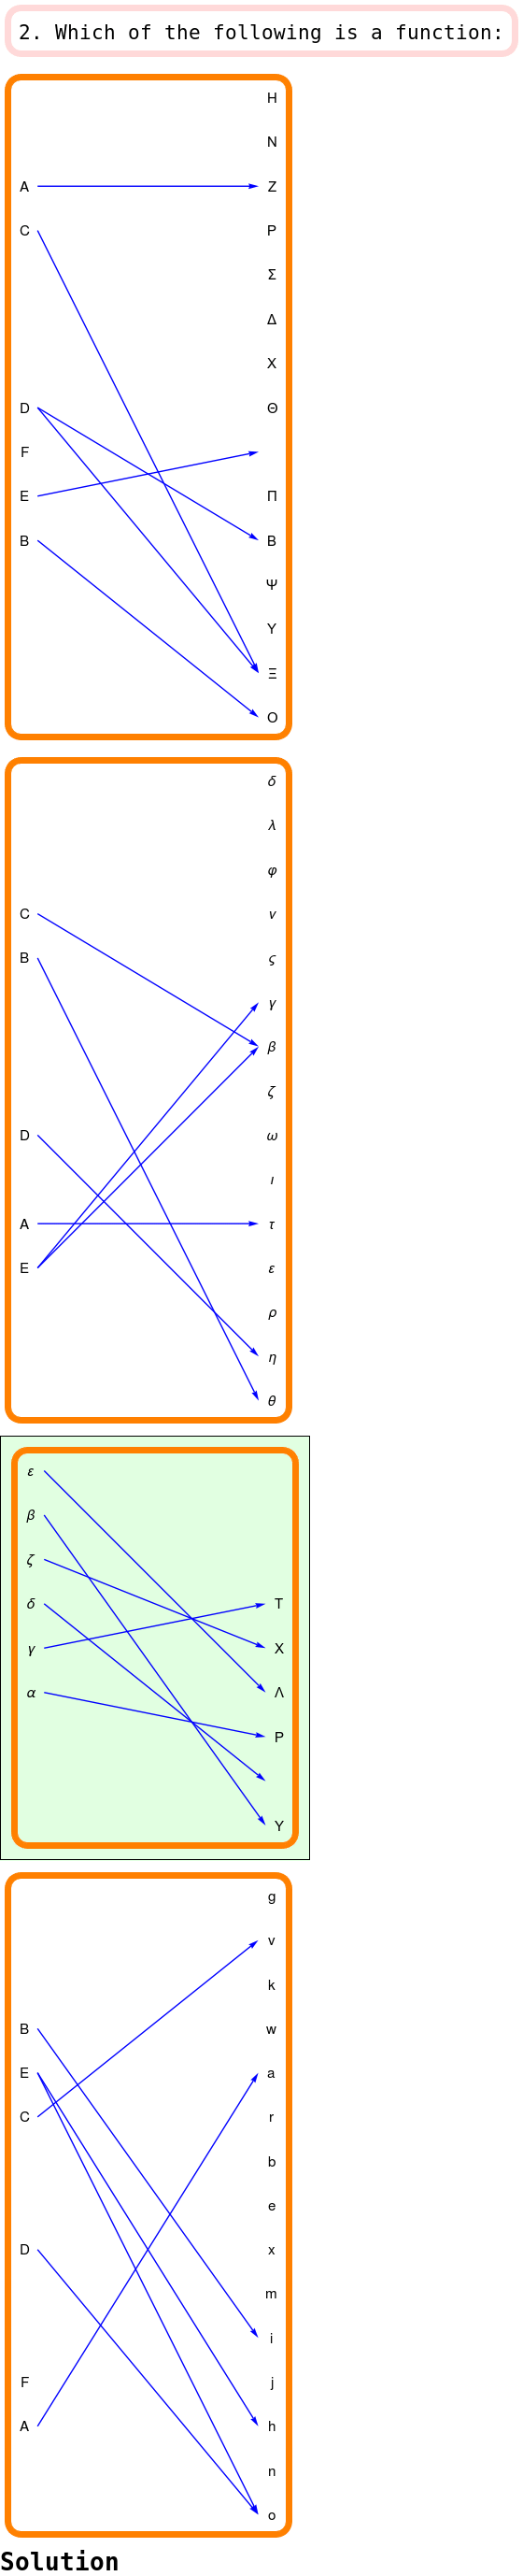 2. Which of the following is a function:
H
N
A Z
C P
Σ
Δ
X
D Θ
F
E Π
B B
Ψ
Y
Ξ
O
δ
λ
φ
C ν
B ς
γ
β
ζ
D ω
ι
A τ
E ε
ρ
η
θ
ε
β
ζ
δ T
γ X
α Λ
P
Y
g
v
k
B w
E a
C r
b
e
D x
m
i
F j
A h
n
o
Solution